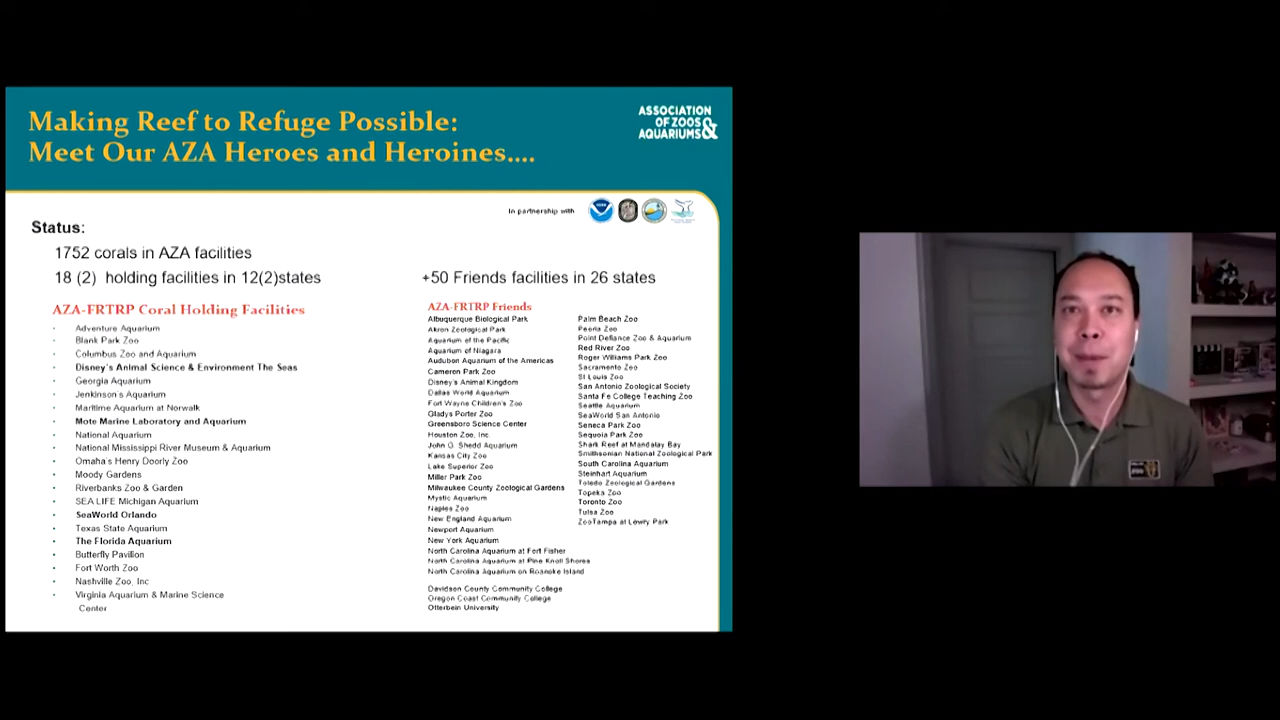 Making Reef to Refuge Possible:
Meet Our AZA Heroes and Heroines....
ASSOCIATION
OF ZOOS
AQUARIUMS &
In partnership with
Status:
1752 corals in AZA facilities
18 (2) holding facilities in 12(2)states
AZA-FRTRP Coral Holding Facilities
· Adventure Aquarium
· Blank Park Zoo
· Columbus Zoo and Aquarium
· Disney's Animal Science & Environment The Seas
· Georgia Aquarium
· Jenkinson's Aquarium
· Maritime Aquarium at Norwalk
· Mote Marine Laboratory and Aquarium
· National Aquarium
· National Mississippi River Museum & Aquarium
· Omaha's Henry Doorly Zoo
· Moody Gardens
· Riverbanks Zoo & Garden
· SEA LIFE Michigan Aquarium
· SeaWorld Orlando
· Texas State Aquarium
· The Florida Aquarium
· Butterfly Pavilion
· Fort Worth Zoo
· Nashville Zoo, Inc
· Virginia Aquarium & Marine Science
Center
+50 Friends facilities in 26 states
AZA-FRTRP Friends
Albuquerque Biological Park
Akron Zoological Park
Aquarium of the Pacific
Aquarium of Niagara
Audubon Aquarium of the Americas
Cameron Park Zoo
Disney's Animal Kingdom
Dallas World Aquarium
Fort Wayne Children's Zoo
Gladys Porter Zoo
Greensboro Science Center
Houston Zoo, Inc
John G. Shedd Aquarium
Kansas City Zoo
Lake Superior Zoo
Miller Park Zoo
Milwaukee County Zoological Gardens
Mystic Aquarium
Naples Zoo
New England Aquarium
Newport Aquarium
New York Aquarium
North Carolina Aquarium at Fort Fisher
North Carolina Aquarium at Pine Knoll Shores
North Carolina Aquarium on Roanoke Island
Davidson County Community College
Oregon Coast Community College
Otterbein University
Palm Beach Zoo
Peoria Zoo
Point Defiance Zoo & Aquarium
Red River Zoo
Roger Williams Park Zoo
Sacramento Zoo
St Louis Zoo
San Antonio Zoological Society
Santa Fe College Teaching Zoo
Seattle Aquarium
SeaWorld San Antonio
Seneca Park Zoo
Sequoia Park Zoo
Shark Reef at Mandalay Bay
Smithsonian National Zoological Park
South Carolina Aquarium
Steinhart Aquarium
Toledo Zoological Gardens
Topeka Zoo
Toronto Zoo
Tulsa Zoo
ZooTampa at Lowry Park